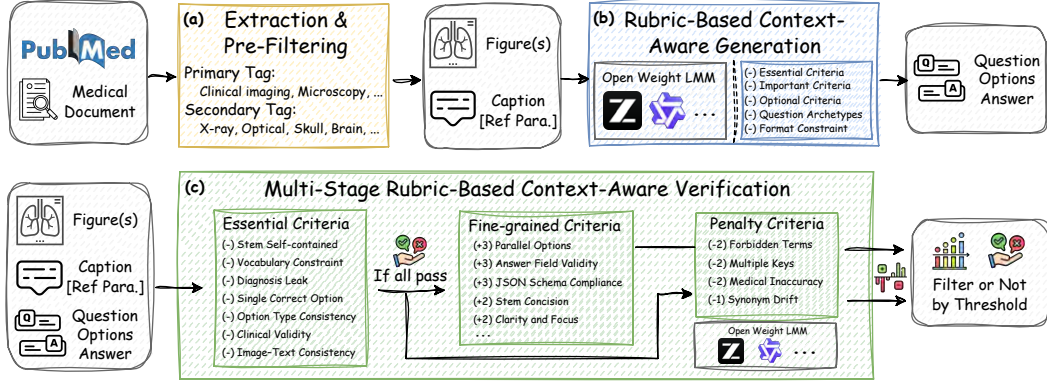 PubMed
Medical
Document
(a) Extraction &
Pre-Filtering
Primary Tag:
Clinical imaging, Microscopy, ...
Secondary Tag:
X-ray, Optical, Skull, Brain, ...
...
Figure(s)
Caption
[Ref Para.]
(b) Rubric-Based Context-
Aware Generation
Open Weight LMM
Z
...
(-) Essential Criteria
(-) Important Criteria
(-) Optional Criteria
(-) Question Archetypes
(-) Format Constraint
Q
A
Question
Options
Answer
...
Figure(s)
Caption
[Ref Para.]
Q
A
Question
Options
Answer
(c) Multi-Stage Rubric-Based Context-Aware Verification
Essential Criteria
(-) Stem Self-contained
(-) Vocabulary Constraint
(-) Diagnosis Leak
(-) Single Correct Option
(-) Option Type Consistency
(-) Clinical Validity
(-) Image-Text Consistency
If all pass
Fine-grained Criteria
(+3) Parallel Options
(+3) Answer Field Validity
(+3) JSON Schema Compliance
(+2) Stem Concision
(+2) Clarity and Focus
...
Penalty Criteria
(-2) Forbidden Terms
(-2) Multiple Keys
(-2) Medical Inaccuracy
(-1) Synonym Drift
Open Weight LMM
Z
...
Filter or Not
by Threshold